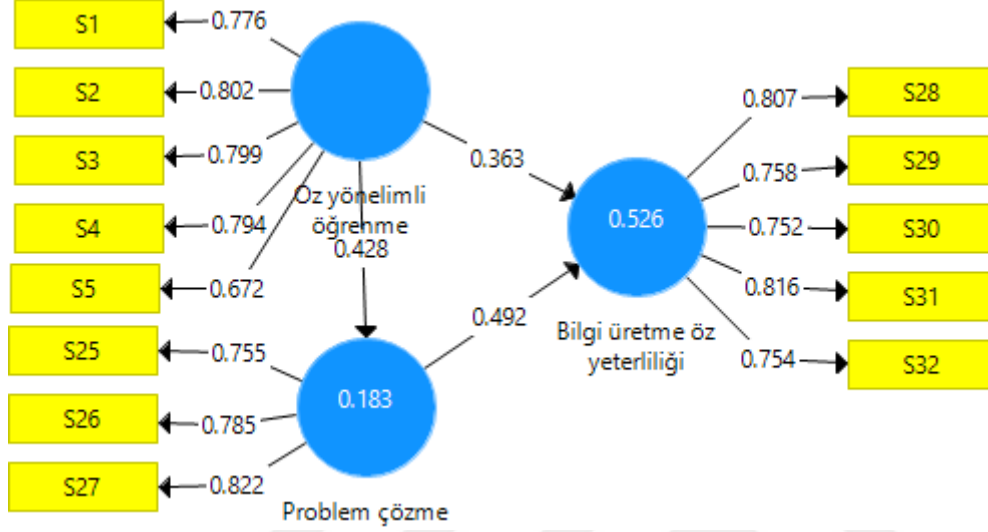 S1
0.776
S2
0.802
S3
0.799
S4
0.794
S5
0.672
Öz yönelimli
öğrenme
0.428
0.363
S25
0.755
S26
0.785
S27
0.822
0.183
Problem çözme
0.492
0.526
Bilgi üretme öz
yeterliliği
0.807
S28
0.758
S29
0.752
S30
0.816
S31
0.754
S32